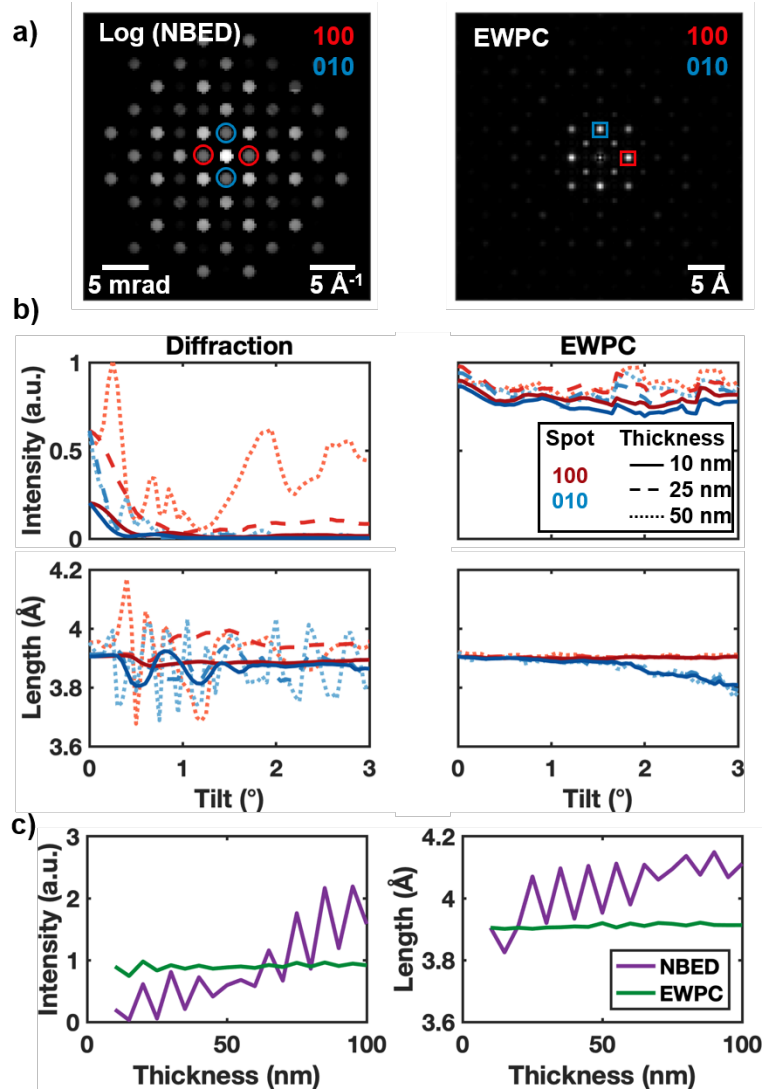 a)
Log (NBED)
100
010
5 mrad
5 Å⁻¹
EWPC
100
010
5 Å
b)
Diffraction
EWPC
Intensity (a.u.)
1
0.5
0
Spot Thickness
100
010
10 nm
25 nm
50 nm
Length (Å)
4.2
4
3.8
3.6
0 1 2 3
Tilt (°)
0 1 2 3
Tilt (°)
c)
Intensity (a.u.)
3
2
1
0
0 50 100
Thickness (nm)
Length (Å)
4.2
4
3.8
3.6
0 50 100
Thickness (nm)
NBED
EWPC